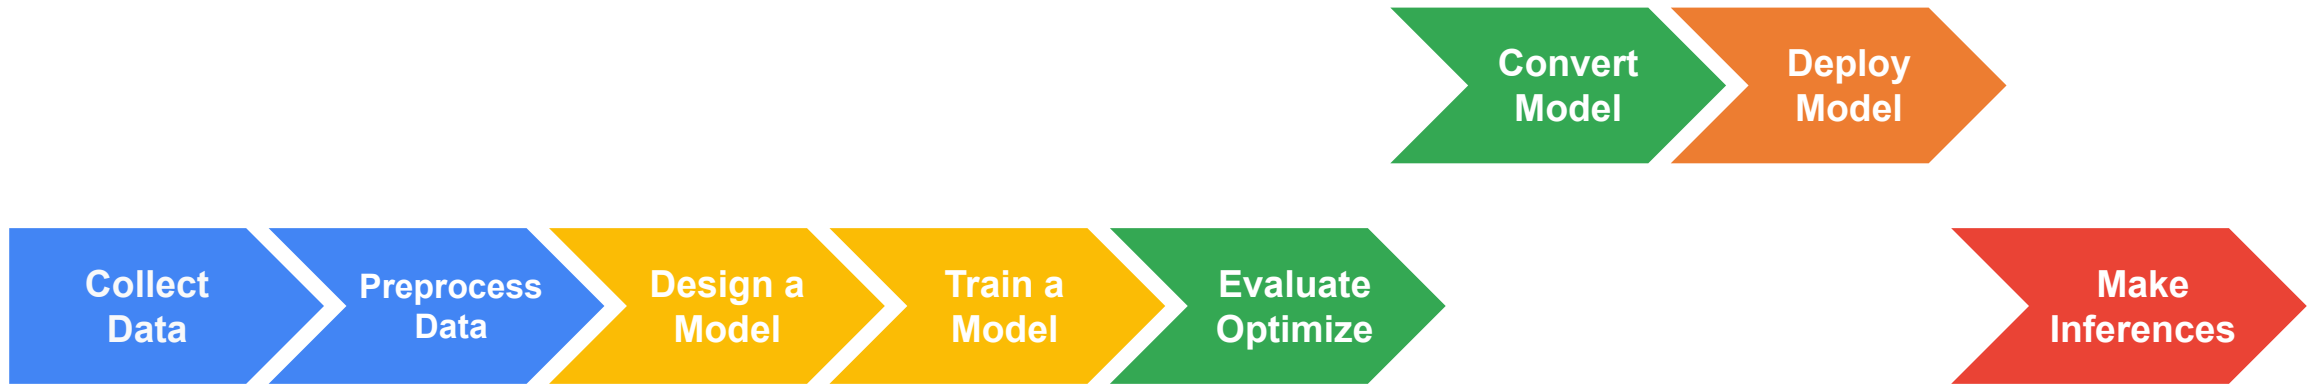 Collect
Data
Preprocess
Data
Design a
Model
Train a
Model
Evaluate
Optimize
Convert
Model
Deploy
Model
Make
Inferences